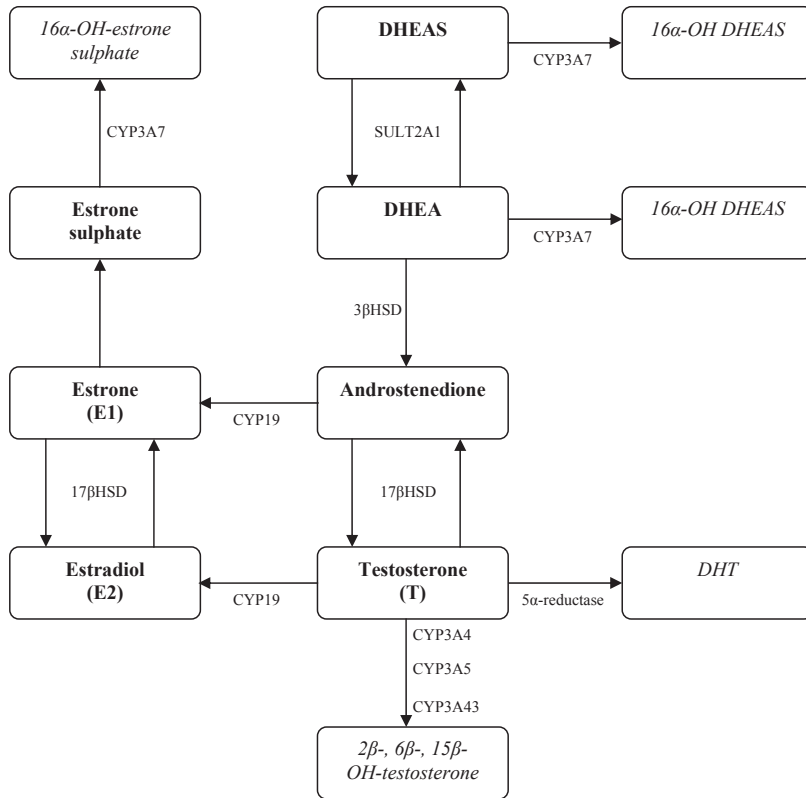 16α-OH-estrone
sulphate
DHEAS
16α-OH DHEAS
CYP3A7
CYP3A7
SULT2A1
Estrone
sulphate
DHEA
16α-OH DHEAS
CYP3A7
3βHSD
Estrone
(E1)
Androstenedione
CYP19
17βHSD
17βHSD
Estradiol
(E2)
Testosterone
(T)
DHT
CYP19
5α-reductase
CYP3A4
CYP3A5
CYP3A43
2β-, 6β-, 15β-
OH-testosterone